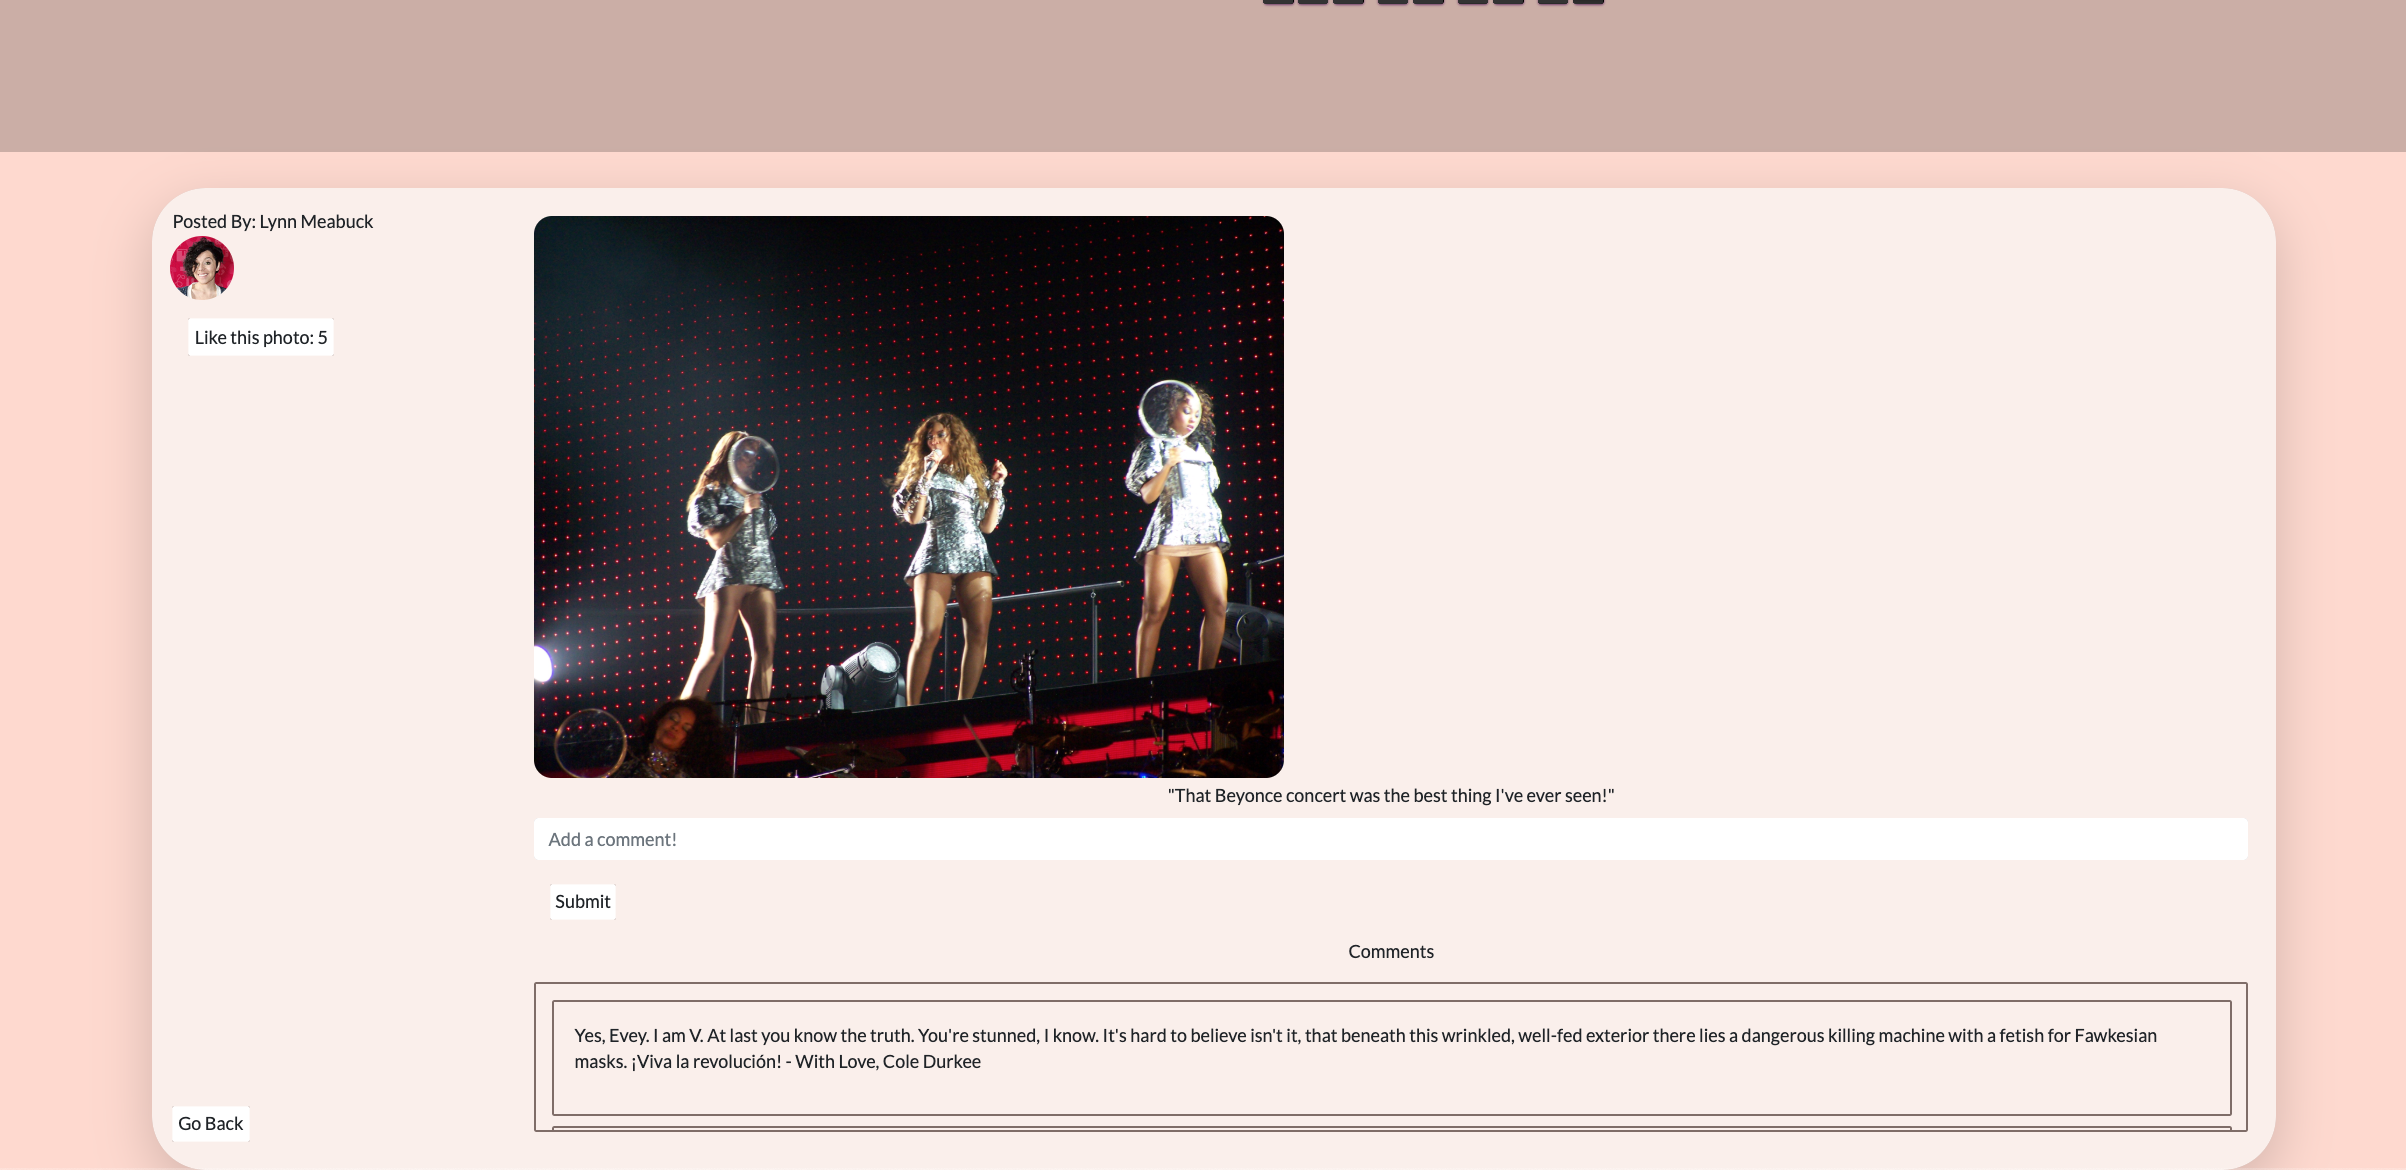 Posted By: Lynn Meabuck
Like this photo: 5
"That Beyonce concert was the best thing I've ever seen!"
Add a comment!
Submit
Comments
Yes, Evey. I am V. At last you know the truth. You're stunned, I know. It's hard to believe isn't it, that beneath this wrinkled, well-fed exterior there lies a dangerous killing machine with a fetish for Fawkesian
masks. ¡Viva la revolución! - With Love, Cole Durkee
Go Back